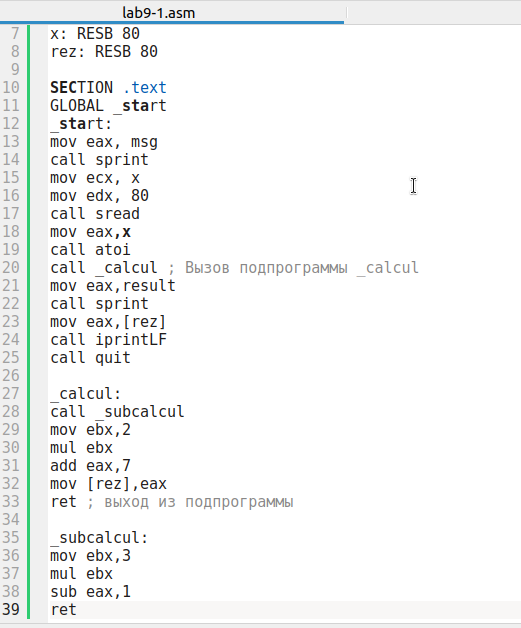 lab9-1.asm
7 x: RESB 80
8 rez: RESB 80
9
10 SECTION .text
11 GLOBAL _start
12 _start:
13 mov eax, msg
14 call sprint
15 mov ecx, x
16 mov edx, 80
17 call sread
18 mov eax,x
19 call atoi
20 call _calcul ; Вызов подпрограммы _calcul
21 mov eax,result
22 call sprint
23 mov eax,[rez]
24 call iprintLF
25 call quit
26
27 _calcul:
28 call _subcalcul
29 mov ebx,2
30 mul ebx
31 add eax,7
32 mov [rez],eax
33 ret ; выход из подпрограммы
34
35 _subcalcul:
36 mov ebx,3
37 mul ebx
38 sub eax,1
39 ret